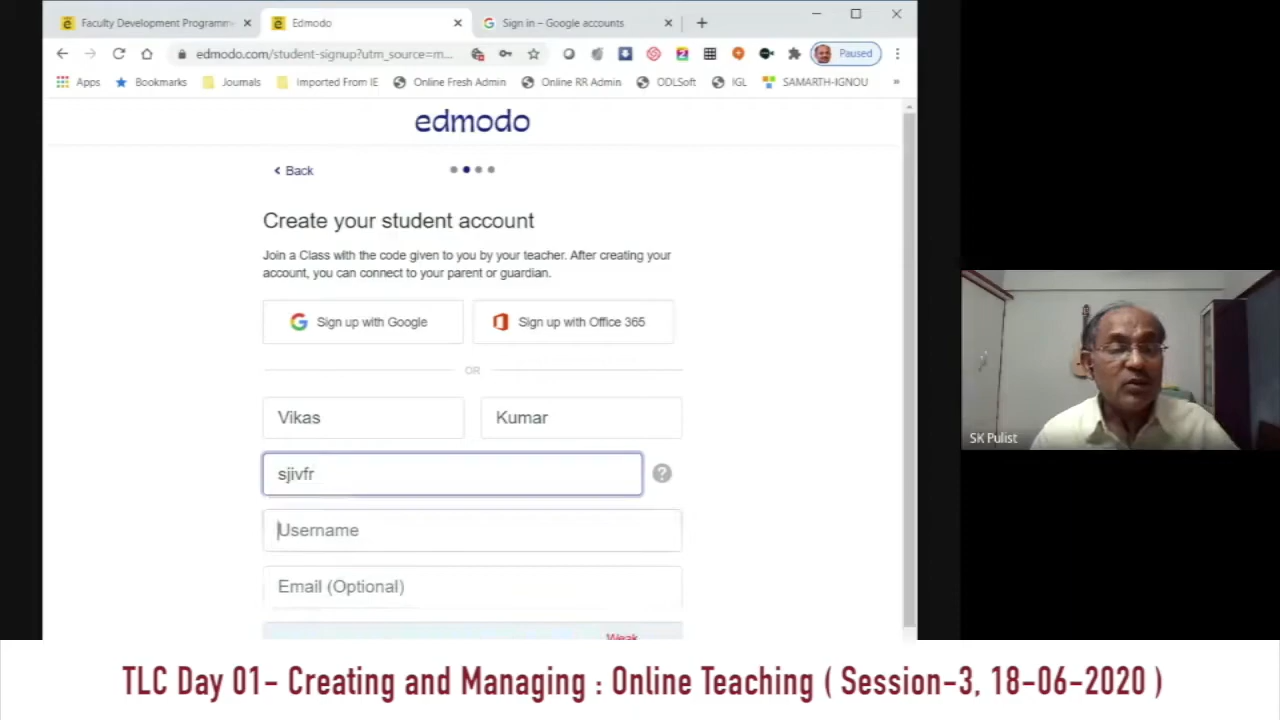 Faculty Development Programm
Edmodo
Sign in – Google accounts
edmodo.com/student-signup?utm_source=m...
Paused
Apps
Bookmarks
Journals
Imported From IE
Online Fresh Admin
Online RR Admin
ODLSoft
IGL
SAMARTH-IGNOU
»
edmodo
Back
Create your student account
Join a Class with the code given to you by your teacher. After creating your
account, you can connect to your parent or guardian.
Sign up with Google
Sign up with Office 365
OR
Vikas
Kumar
sjivfr
?
Username
Email (Optional)
Weak
SK Pulist
TLC Day 01- Creating and Managing : Online Teaching ( Session-3, 18-06-2020 )